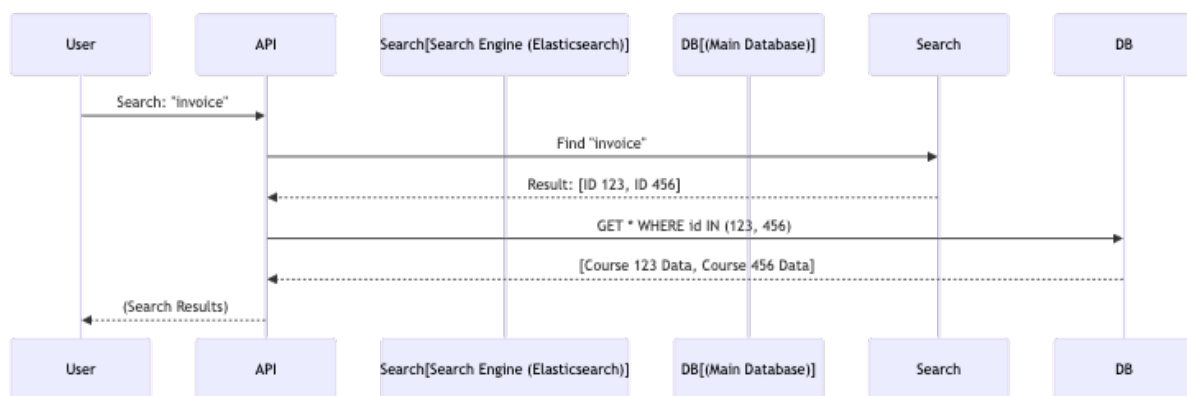 User API Search[Search Engine (Elasticsearch)] DB[(Main Database)] Search DB
Search: "invoice"
Find "invoice"
Result: [ID 123, ID 456]
GET * WHERE id IN (123, 456)
[Course 123 Data, Course 456 Data]
(Search Results)
User API Search[Search Engine (Elasticsearch)] DB[(Main Database)] Search DB